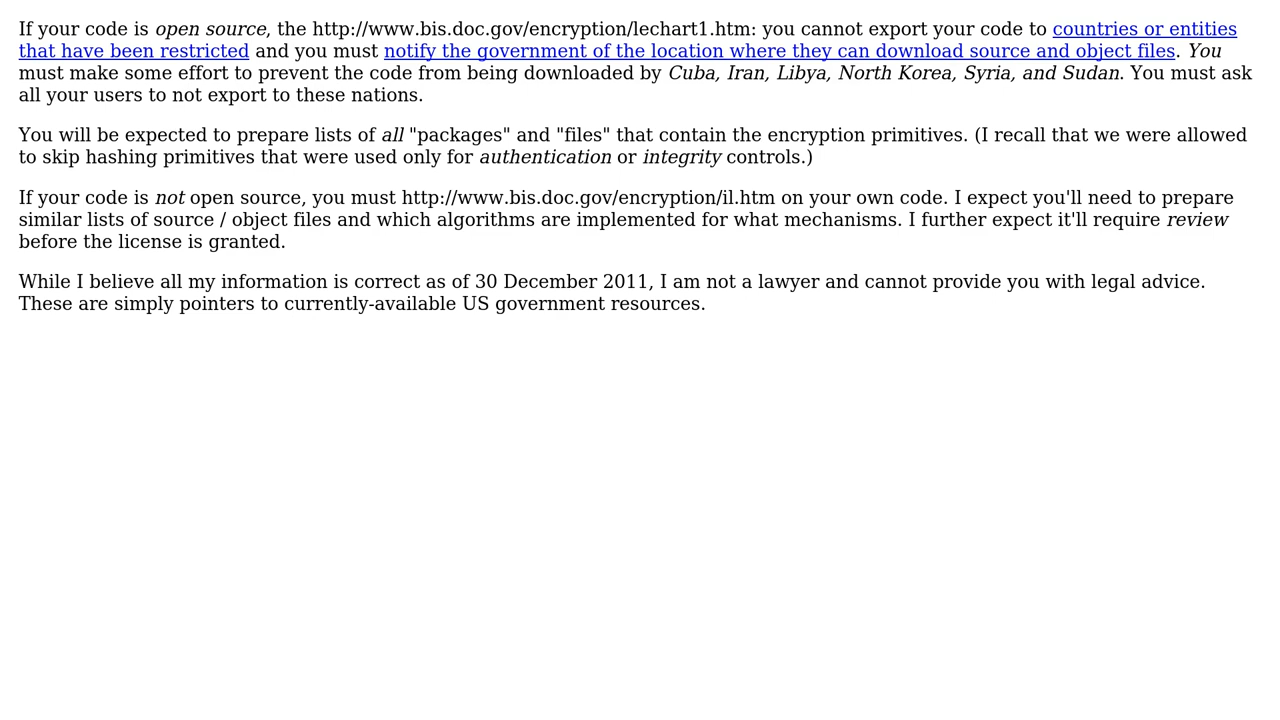 If your code is open source, the http://www.bis.doc.gov/encryption/lechart1.htm: you cannot export your code to countries or entities
that have been restricted and you must notify the government of the location where they can download source and object files. You
must make some effort to prevent the code from being downloaded by Cuba, Iran, Libya, North Korea, Syria, and Sudan. You must ask
all your users to not export to these nations.
You will be expected to prepare lists of all "packages" and "files" that contain the encryption primitives. (I recall that we were allowed
to skip hashing primitives that were used only for authentication or integrity controls.)
If your code is not open source, you must http://www.bis.doc.gov/encryption/il.htm on your own code. I expect you'll need to prepare
similar lists of source / object files and which algorithms are implemented for what mechanisms. I further expect it'll require review
before the license is granted.
While I believe all my information is correct as of 30 December 2011, I am not a lawyer and cannot provide you with legal advice.
These are simply pointers to currently-available US government resources.